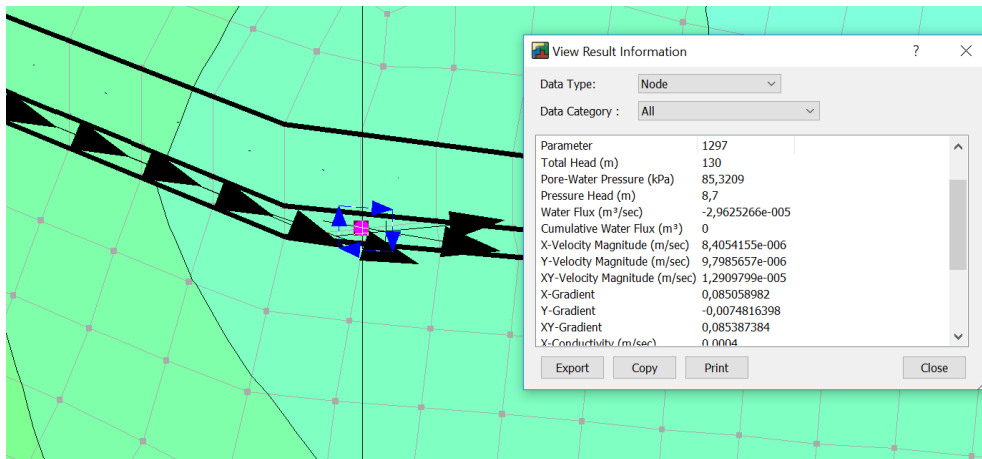 View Result Information
?
Data Type: Node
Data Category : All
Parameter 1297
Total Head (m) 130
Pore-Water Pressure (kPa) 85,3209
Pressure Head (m) 8,7
Water Flux (m³/sec) -2,9625266e-005
Cumulative Water Flux (m³) 0
X-Velocity Magnitude (m/sec) 8,4054155e-006
Y-Velocity Magnitude (m/sec) 9,7985657e-006
XY-Velocity Magnitude (m/sec) 1,2909799e-005
X-Gradient 0,085058982
Y-Gradient -0,0074816398
XY-Gradient 0,085387384
X-Conductivity (m/sec) 0,0004
Export Copy Print Close